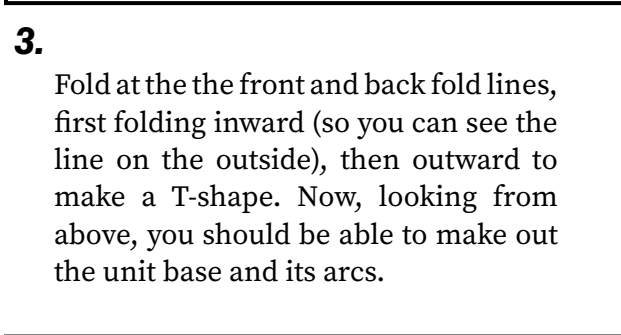 3.
Fold at the the front and back fold lines,
first folding inward (so you can see the
line on the outside), then outward to
make a T-shape. Now, looking from
above, you should be able to make out
the unit base and its arcs.